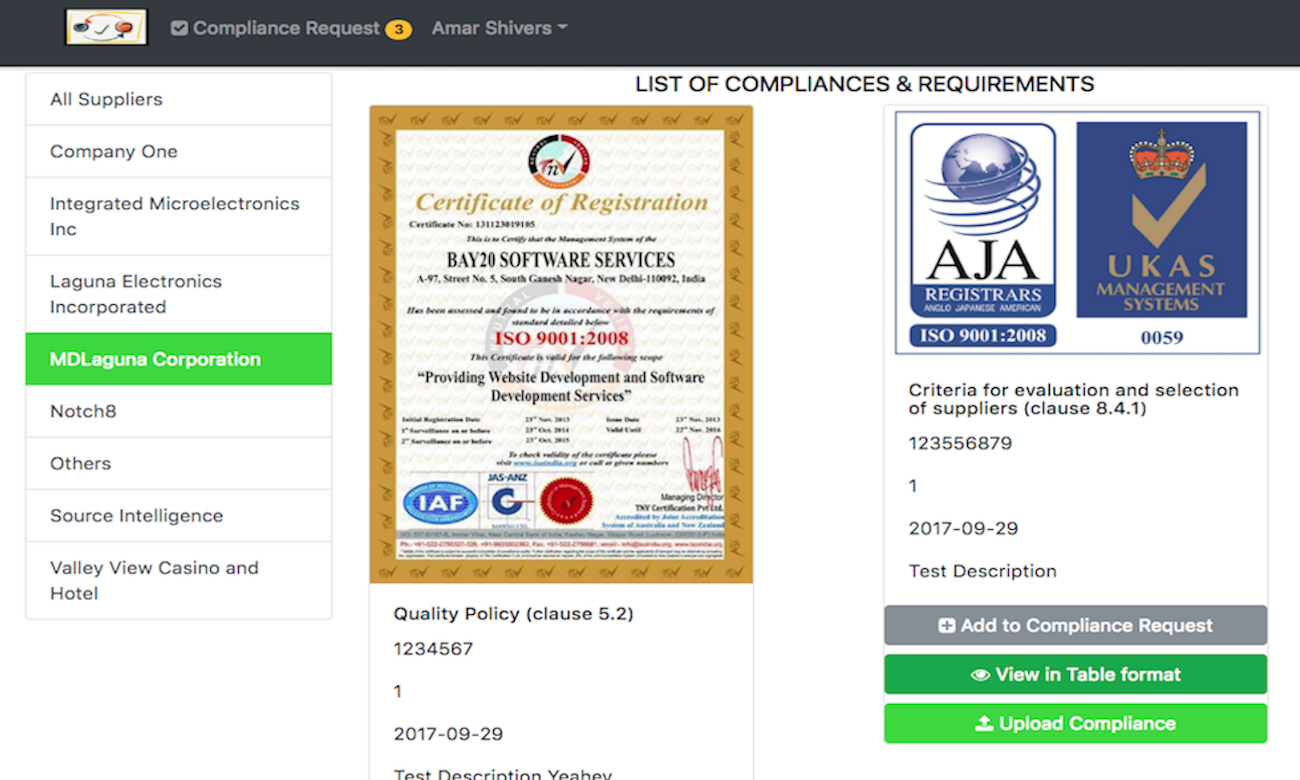 Compliance Request 3 Amar Shivers
All Suppliers
Company One
Integrated Microelectronics
Inc
Laguna Electronics
Incorporated
MDLaguna Corporation
Notch8
Others
Source Intelligence
Valley View Casino and
Hotel
LIST OF COMPLIANCES & REQUIREMENTS
Certificate of Registration
Certificate No: 131123019105
This is to Certify that the Management System of the
BAY20 SOFTWARE SERVICES
A-97, Street No. 5, South Ganesh Nagar, New Delhi-110092, India
Has been assessed and found to be in accordance with the requirements of
standard detailed below
ISO 9001:2008
This Certificate is valid for the following scope
“Providing Website Development and Software
Development Services”
Initial Registration Date 23rd Nov. 2013 Issue Date 23rd Nov. 2013
1st Surveillance on or before 23rd Oct. 2014 Valid Until 22nd Nov. 2016
2nd Surveillance on or before 23rd Oct. 2015
To check validity of the certificate please
visit www.isoindia.org or call at given numbers
JAS-ANZ
IAF
Managing Director
TNV Certification Pvt Ltd.
Accredited by Joint Accreditation
System of Australia and New Zealand
Quality Policy (clause 5.2)
1234567
1
2017-09-29
Test Description Yeahey
AJA
REGISTRARS
ANGLO JAPANESE AMERICAN
ISO 9001:2008
UKAS
MANAGEMENT
SYSTEMS
0059
Criteria for evaluation and selection
of suppliers (clause 8.4.1)
123556879
1
2017-09-29
Test Description
Add to Compliance Request
View in Table format
Upload Compliance